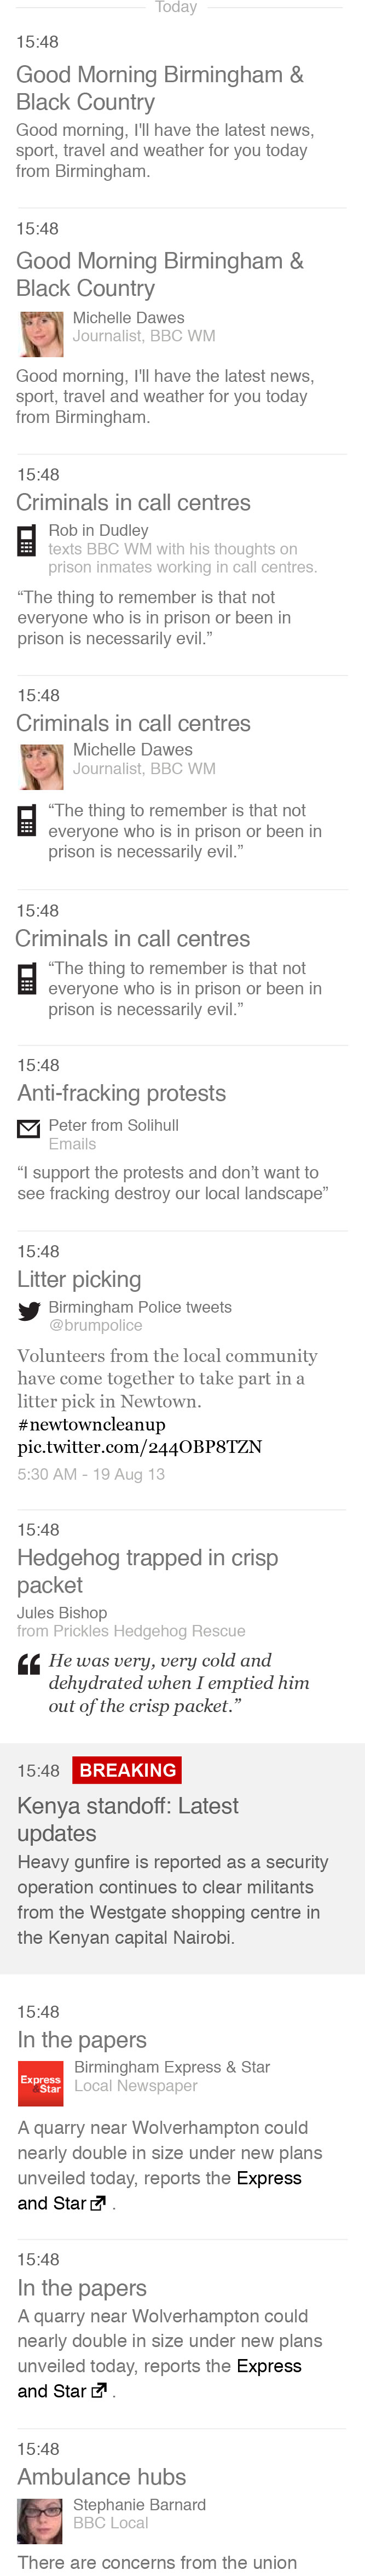 Today
15:48
Good Morning Birmingham &
Black Country
Good morning, I'll have the latest news,
sport, travel and weather for you today
from Birmingham.
15:48
Good Morning Birmingham &
Black Country
Michelle Dawes
Journalist, BBC WM
Good morning, I'll have the latest news,
sport, travel and weather for you today
from Birmingham.
15:48
Criminals in call centres
Rob in Dudley
texts BBC WM with his thoughts on
prison inmates working in call centres.
“The thing to remember is that not
everyone who is in prison or been in
prison is necessarily evil.”
15:48
Criminals in call centres
Michelle Dawes
Journalist, BBC WM
“The thing to remember is that not
everyone who is in prison or been in
prison is necessarily evil.”
15:48
Criminals in call centres
“The thing to remember is that not
everyone who is in prison or been in
prison is necessarily evil.”
15:48
Anti-fracking protests
Peter from Solihull
Emails
“I support the protests and don’t want to
see fracking destroy our local landscape”
15:48
Litter picking
Birmingham Police tweets
@brumpolice
Volunteers from the local community
have come together to take part in a
litter pick in Newtown.
#newtowncleanup
pic.twitter.com/244OBP8TZN
5:30 AM - 19 Aug 13
15:48
Hedgehog trapped in crisp
packet
Jules Bishop
from Prickles Hedgehog Rescue
“ He was very, very cold and
dehydrated when I emptied him
out of the crisp packet.”
15:48 BREAKING
Kenya standoff: Latest
updates
Heavy gunfire is reported as a security
operation continues to clear militants
from the Westgate shopping centre in
the Kenyan capital Nairobi.
15:48
In the papers
Express
& Star
Birmingham Express & Star
Local Newspaper
A quarry near Wolverhampton could
nearly double in size under new plans
unveiled today, reports the Express
and Star .
15:48
In the papers
A quarry near Wolverhampton could
nearly double in size under new plans
unveiled today, reports the Express
and Star .
15:48
Ambulance hubs
Stephanie Barnard
BBC Local
There are concerns from the union